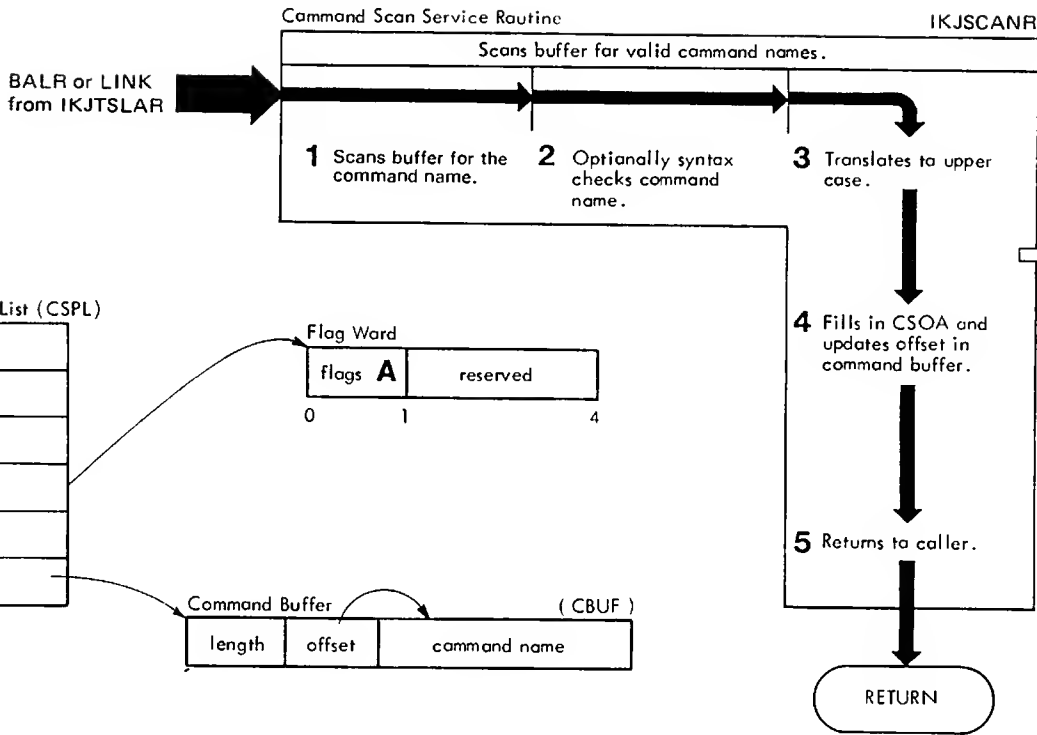 Command Scan Service Routine
IKJSCANR
Scans buffer for valid command names.
BALR or LINK
from IKJTSLAR
1 Scans buffer for the
command name.
2 Optionally syntax
checks command
name.
3 Translates to upper
case.
List (CSPL)
Flag Word
flags A
reserved
0 1 4
4 Fills in CSOA and
updates offset in
command buffer.
5 Returns to caller.
Command Buffer
(CBUF)
length
offset
command name
RETURN